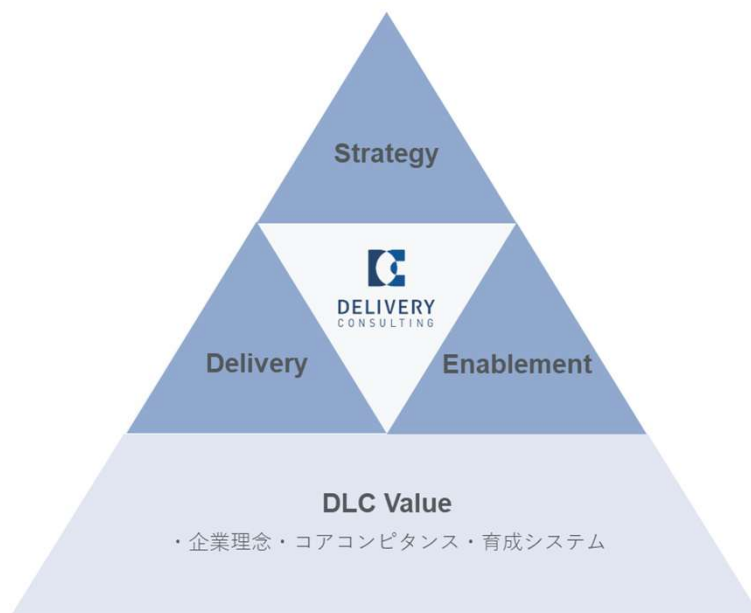 Strategy
DELIVERY
CONSULTING
Delivery
Enablement
DLC Value
・企業理念・コアコンピタンス・育成システム